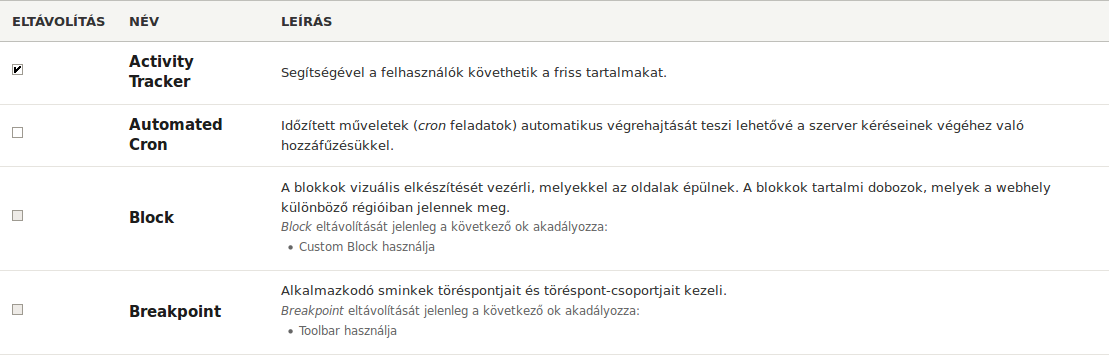 ELTÁVOLÍTÁS NÉV LEÍRÁS
Activity
Tracker
Segítségével a felhasználók követhetik a friss tartalmakat.
Automated
Cron
Időzített műveletek (cron feladatok) automatikus végrehajtását teszi lehetővé a szerver kéréseinek végéhez való
hozzáfűzésükkel.
Block
A blokkok vizuális elkészítését vezérli, melyekkel az oldalak épülnek. A blokkok tartalmi dobozok, melyek a webhely
különböző régióiban jelennek meg.
Block eltávolítását jelenleg a következő ok akadályozza:
• Custom Block használja
Breakpoint
Alkalmazkodó sminkek töréspontjait és töréspont-csoportjait kezeli.
Breakpoint eltávolítását jelenleg a következő ok akadályozza:
• Toolbar használja